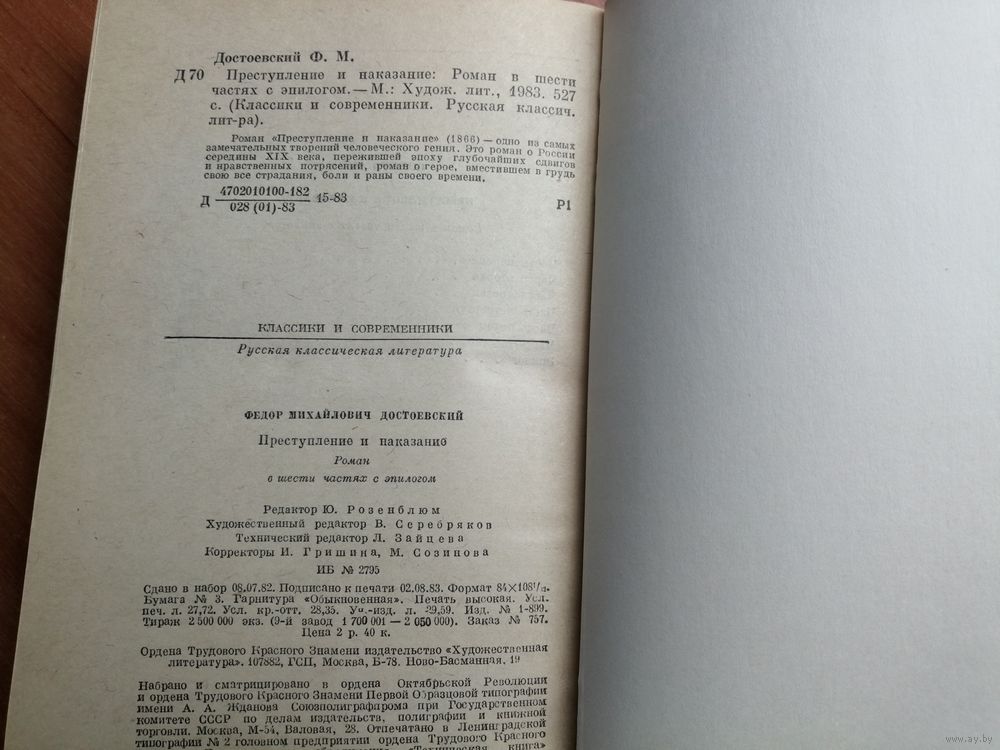 Достоевский Ф. М.
Д 70 Преступление и наказание: Роман в шести
частях с эпилогом. — М.: Худож. лит., 1983. 527
с. (Классики и современники. Русская классич.
лит-ра).
Роман «Преступление и наказание» (1866) — одно из самых
замечательных творений человеческого гения. Это роман о России
середины XIX века, пережившей эпоху глубочайших сдвигов
и нравственных потрясений, роман о герое, вместившем в грудь
свою все страдания, боли и раны своего времени.
Д 4702010100-182 15-83
028 (01)-83
Р1
КЛАССИКИ И СОВРЕМЕННИКИ
Русская классическая литература
ФЕДОР МИХАЙЛОВИЧ ДОСТОЕВСКИЙ
Преступление и наказание
Роман
в шести частях с эпилогом
Редактор Ю. Розенблюм
Художественный редактор В. Серебряков
Технический редактор Л. Зайцева
Корректоры И. Гришина, М. Созинова
ИБ № 2795
Сдано в набор 08.07.82. Подписано к печати 02.08.83. Формат 84×108 1/32.
Бумага № 3. Гарнитура «Обыкновенная». Печать высокая. Усл.
печ. л. 27,72. Усл. кр.-отт. 28,35. Уч.-изд. л. 29,59. Изд. № 1-899.
Тираж 2 500 000 экз. (9-й завод 1 700 001 — 2 050 000). Заказ № 757.
Цена 2 р. 40 к.
Ордена Трудового Красного Знамени издательство «Художественная
литература». 107882, ГСП, Москва, Б-78. Ново-Басманная, 19
Набрано и сматрицировано в ордена Октябрьской Революции
и ордена Трудового Красного Знамени Первой Образцовой типографии
имени А. А. Жданова Союзполиграфпрома при Государственном
комитете СССР по делам издательств, полиграфии и книжной
торговли. Москва, М-54, Валовая, 28. Отпечатано в Ленинградской
типографии № 2 головном предприятии ордена Трудового Красного
«Техническая книга»
www.ay.by